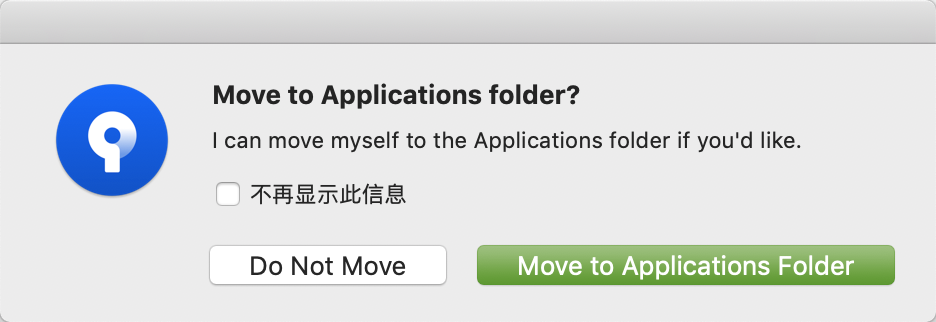 Move to Applications folder?
I can move myself to the Applications folder if you'd like.
不再显示此信息
Do Not Move
Move to Applications Folder